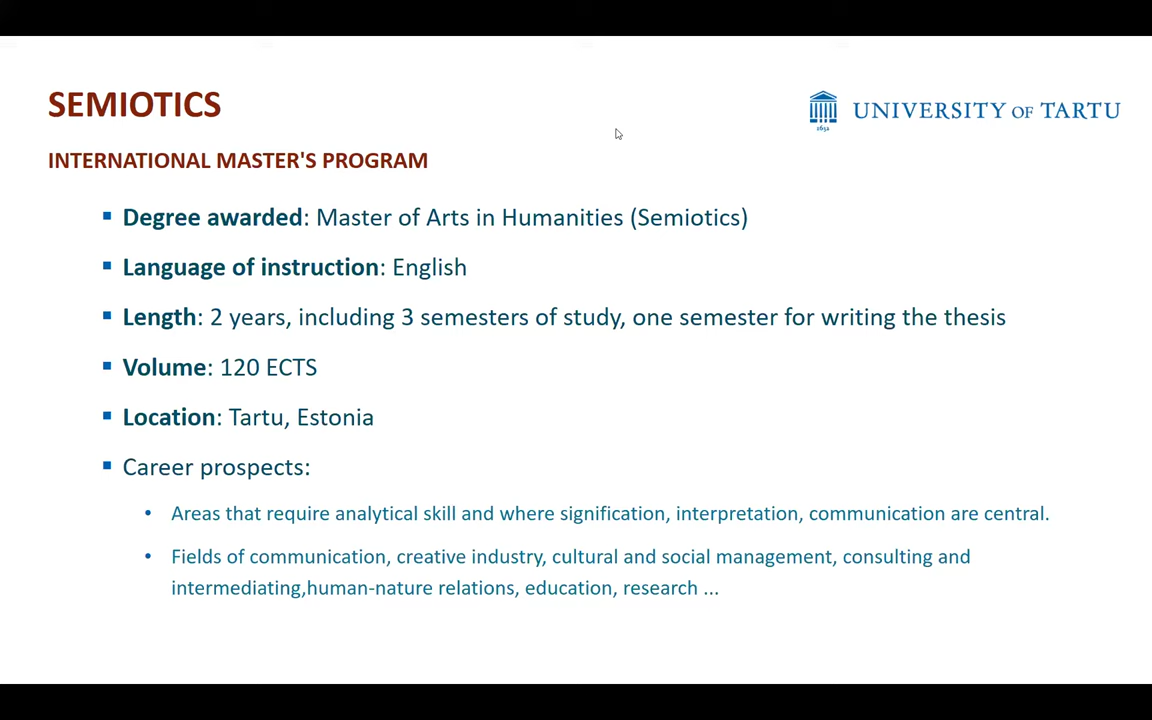 SEMIOTICS
UNIVERSITY OF TARTU
1632
INTERNATIONAL MASTER'S PROGRAM
▪ Degree awarded: Master of Arts in Humanities (Semiotics)
▪ Language of instruction: English
▪ Length: 2 years, including 3 semesters of study, one semester for writing the thesis
▪ Volume: 120 ECTS
▪ Location: Tartu, Estonia
▪ Career prospects:
• Areas that require analytical skill and where signification, interpretation, communication are central.
• Fields of communication, creative industry, cultural and social management, consulting and
intermediating,human-nature relations, education, research ...